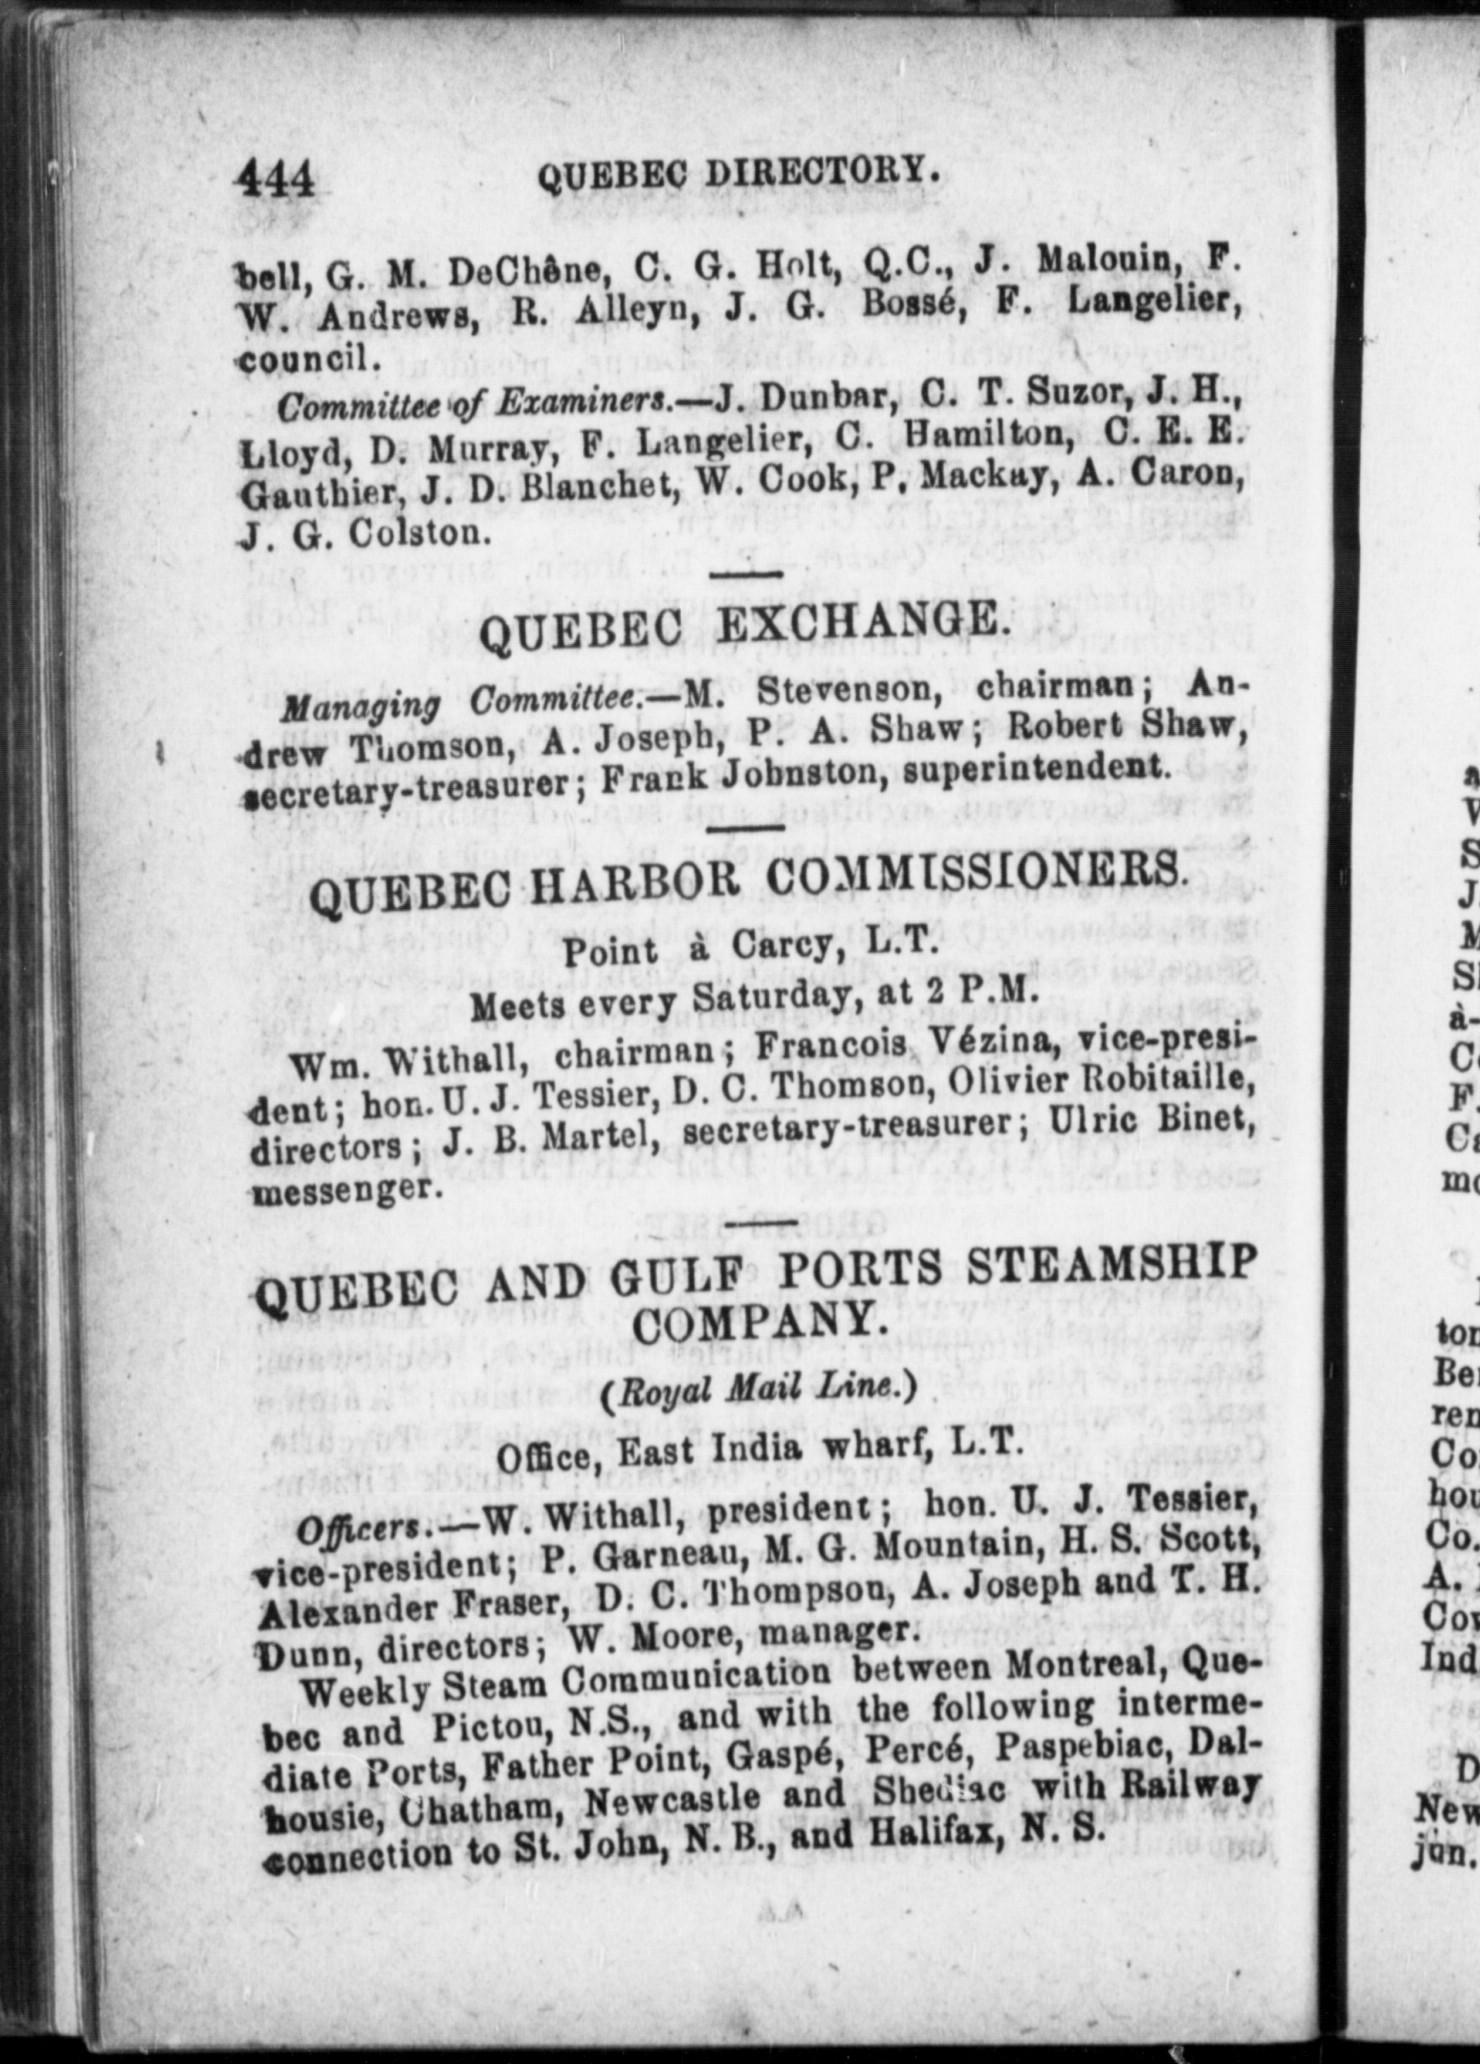 444
QUEBEC DIRECTORY.
bell, G. M. DeChêne, C. G. Holt, Q.C., J. Malouin, F.
W. Andrews, R. Alleyn, J. G. Bossé, F. Langelier,
council.
Committee of Examiners.—J. Dunbar, C. T. Suzor, J. H.,
Lloyd, D. Murray, F. Langelier, C. Hamilton, C. E. E.
Gauthier, J. D. Blanchet, W. Cook, P. Mackay, A. Caron,
J. G. Colston.
QUEBEC EXCHANGE.
Managing Committee.—M. Stevenson, chairman; An-
drew Thomson, A. Joseph, P. A. Shaw; Robert Shaw,
secretary-treasurer; Frank Johnston, superintendent.
QUEBEC HARBOR COMMISSIONERS.
Point à Carcy, L.T.
Meets every Saturday, at 2 P.M.
Wm. Withall, chairman; Francois Vézina, vice-presi-
dent; hon. U. J. Tessier, D. C. Thomson, Olivier Robitaille,
directors; J. B. Martel, secretary-treasurer; Ulric Binet,
messenger.
QUEBEC AND GULF PORTS STEAMSHIP
COMPANY.
(Royal Mail Line.)
Office, East India wharf, L.T.
Officers.—W. Withall, president; hon. U. J. Tessier,
vice-president; P. Garneau, M. G. Mountain, H. S. Scott,
Alexander Fraser, D. C. Thompson, A. Joseph and T. H.
Dunn, directors; W. Moore, manager.
Weekly Steam Communication between Montreal, Que-
bec and Pictou, N.S., and with the following interme-
diate Ports, Father Point, Gaspé, Percé, Paspebiac, Dal-
housie, Chatham, Newcastle and Shediac with Railway
connection to St. John, N. B., and Halifax, N. S.